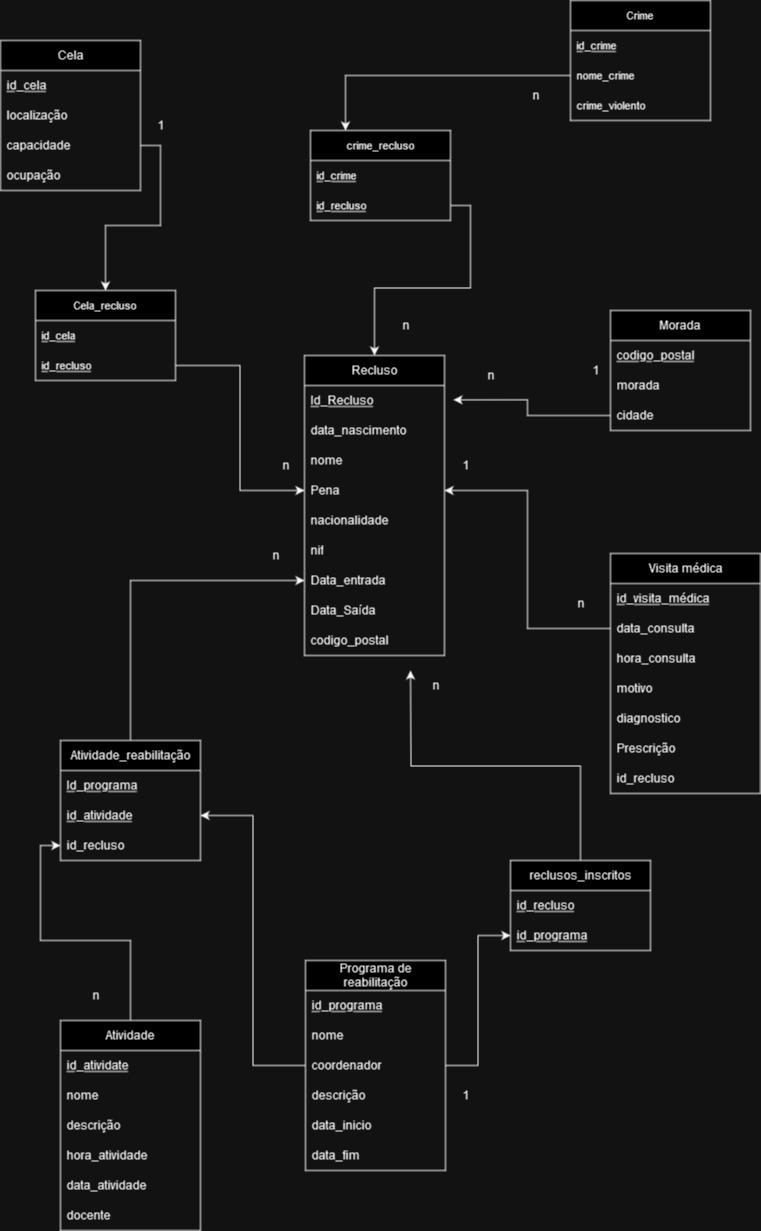 Crime
id_crime
nome_crime
crime_violento
n
Cela
id_cela
localização
capacidade
ocupação
1
crime_recluso
id_crime
id_recluso
n
Cela_recluso
id_cela
id_recluso
n
Morada
codigo_postal
morada
cidade
1
n
Recluso
Id_Recluso
data_nascimento
nome
Pena
nacionalidade
nif
Data_entrada
Data_Saída
codigo_postal
1
n
n
n
Visita médica
id_visita_médica
data_consulta
hora_consulta
motivo
diagnostico
Prescrição
id_recluso
Atividade_reabilitação
Id_programa
id_atividade
id_recluso
reclusos_inscritos
id_recluso
id_programa
Programa de
reabilitação
id_programa
nome
coordenador
descrição
data_inicio
data_fim
1
n
Atividade
id_atividate
nome
descrição
hora_atividade
data_atividade
docente